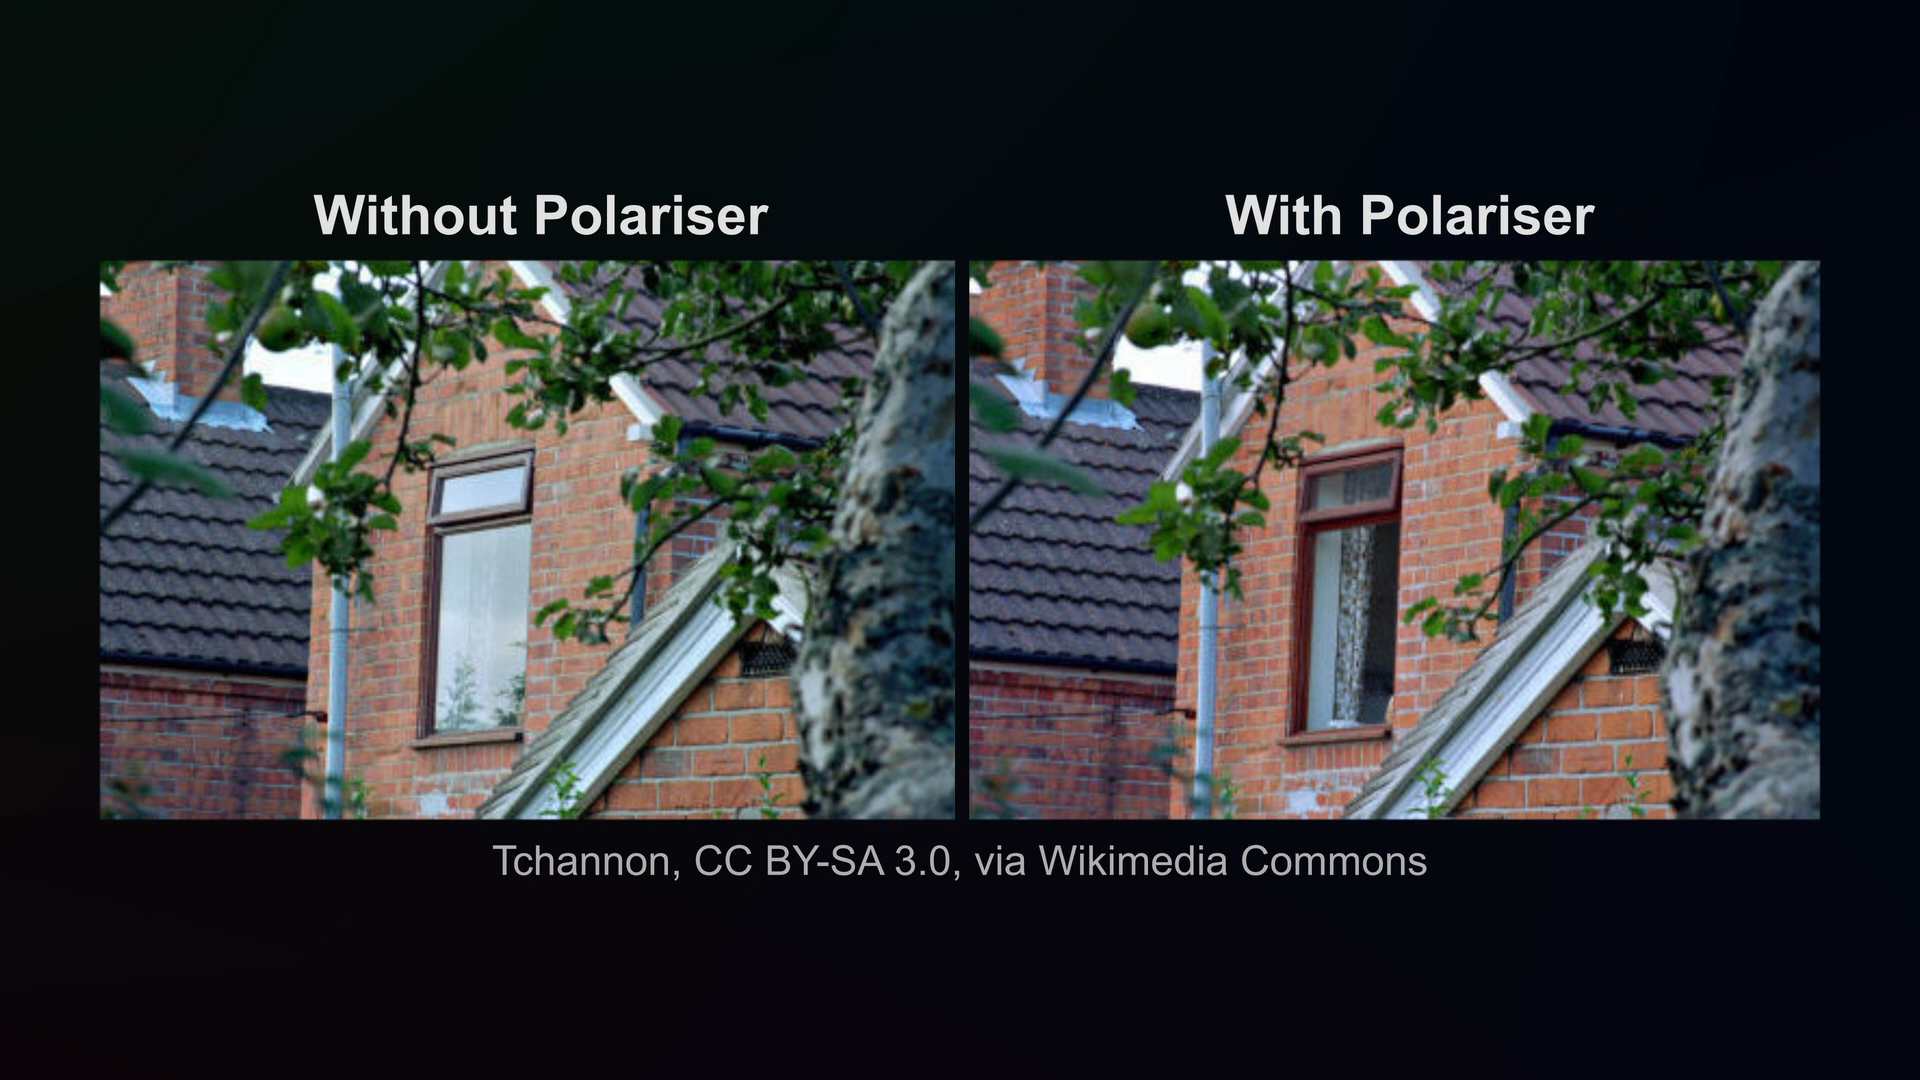 Without Polariser
With Polariser
Tchannon, CC BY-SA 3.0, via Wikimedia Commons